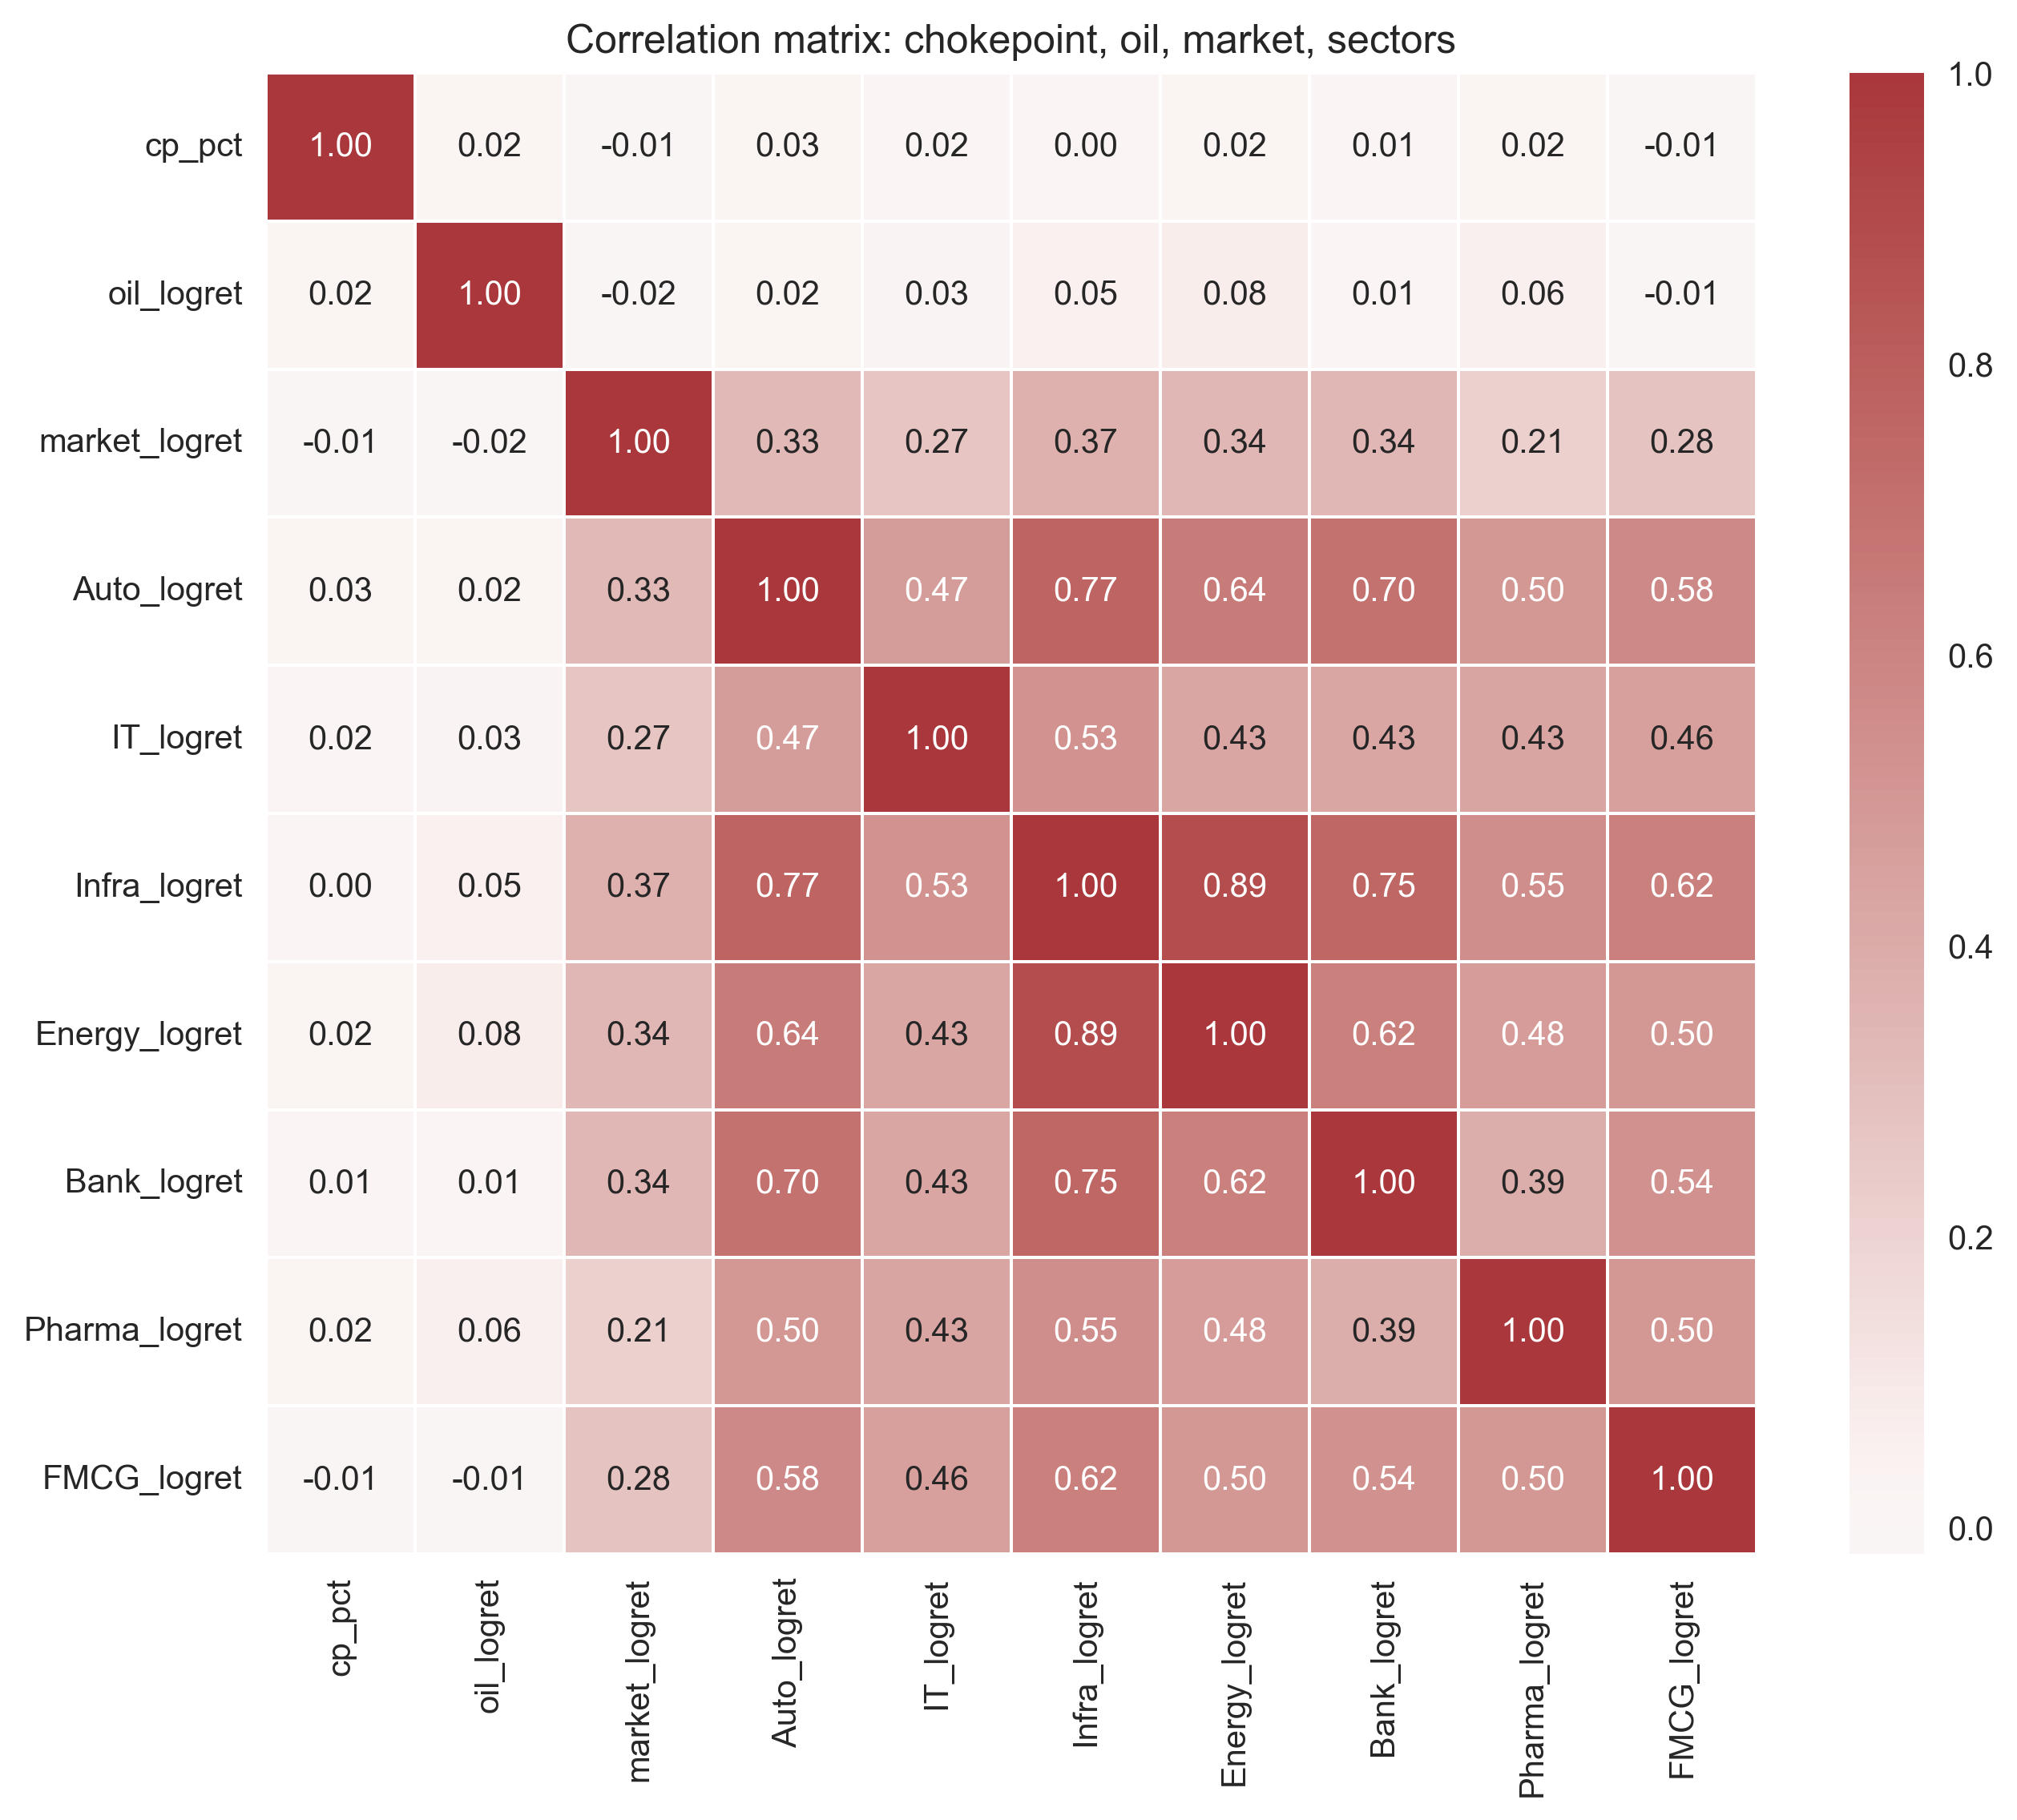 Correlation matrix: chokepoint, oil, market, sectors
cp_pct 1.00 0.02 -0.01 0.03 0.02 0.00 0.02 0.01 0.02 -0.01
oil_logret 0.02 1.00 -0.02 0.02 0.03 0.05 0.08 0.01 0.06 -0.01
market_logret -0.01 -0.02 1.00 0.33 0.27 0.37 0.34 0.34 0.21 0.28
Auto_logret 0.03 0.02 0.33 1.00 0.47 0.77 0.64 0.70 0.50 0.58
IT_logret 0.02 0.03 0.27 0.47 1.00 0.53 0.43 0.43 0.43 0.46
Infra_logret 0.00 0.05 0.37 0.77 0.53 1.00 0.89 0.75 0.55 0.62
Energy_logret 0.02 0.08 0.34 0.64 0.43 0.89 1.00 0.62 0.48 0.50
Bank_logret 0.01 0.01 0.34 0.70 0.43 0.75 0.62 1.00 0.39 0.54
Pharma_logret 0.02 0.06 0.21 0.50 0.43 0.55 0.48 0.39 1.00 0.50
FMCG_logret -0.01 -0.01 0.28 0.58 0.46 0.62 0.50 0.54 0.50 1.00
cp_pct oil_logret market_logret Auto_logret IT_logret Infra_logret Energy_logret Bank_logret Pharma_logret FMCG_logret
1.0
0.8
0.6
0.4
0.2
0.0